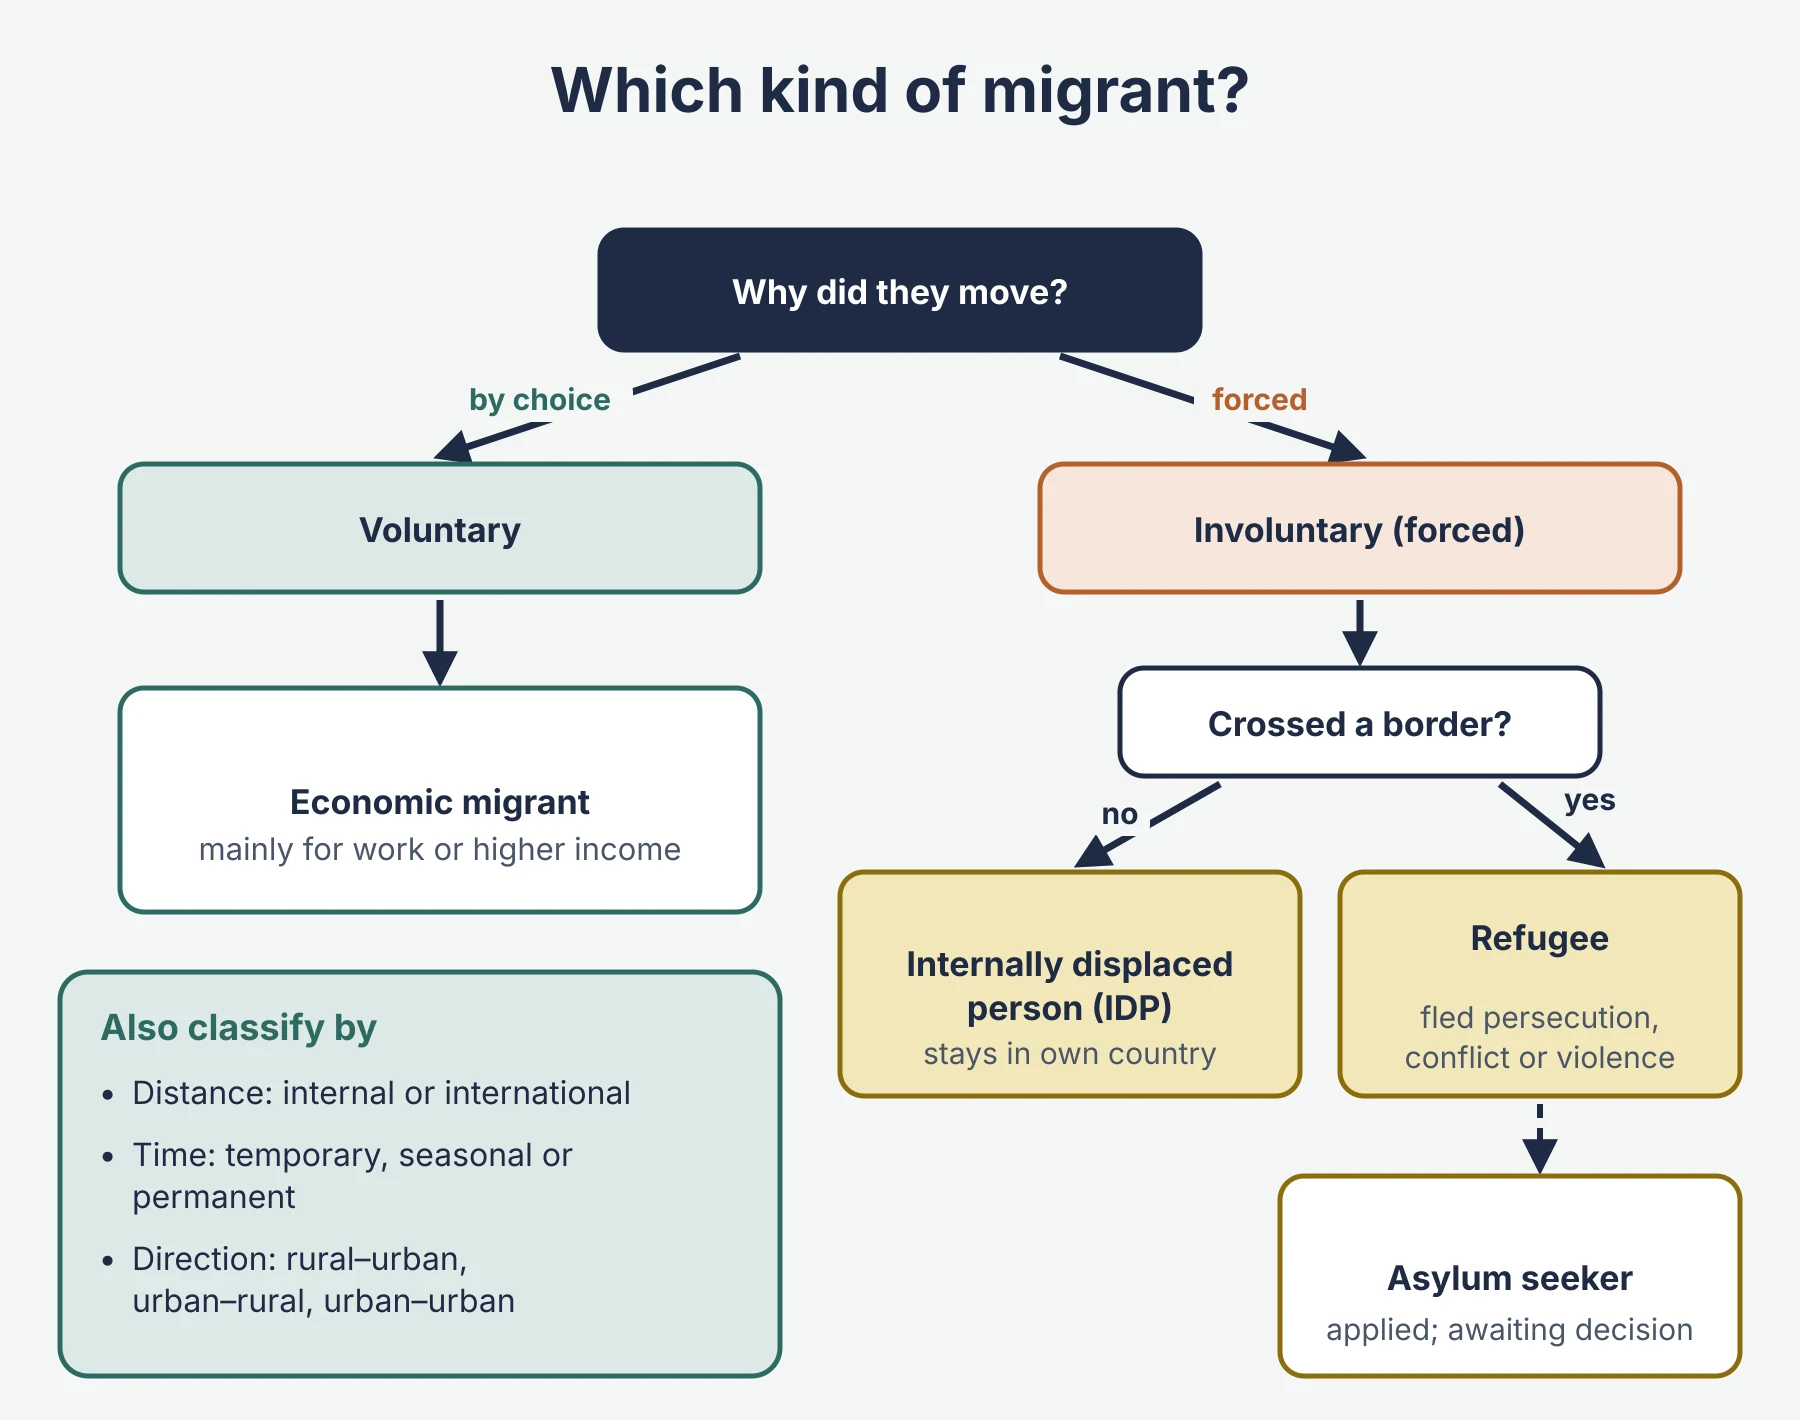 Which kind of migrant?
Why did they move?
by choice
forced
Voluntary
Involuntary (forced)
Crossed a border?
Economic migrant
mainly for work or higher income
no
yes
Internally displaced
person (IDP)
stays in own country
Refugee
fled persecution,
conflict or violence
Also classify by
• Distance: internal or international
• Time: temporary, seasonal or
permanent
• Direction: rural–urban,
urban–rural, urban–urban
Asylum seeker
applied; awaiting decision